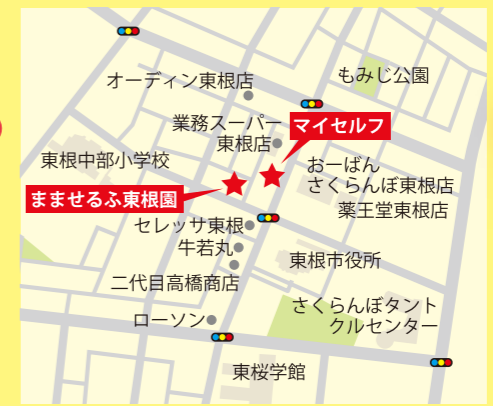 オーディン東根店
もみじ公園
業務スーパー
東根店
マイセルフ
東根中部小学校
おーばん
さくらんぼ東根店
まませるふ東根園
薬王堂東根店
セレッサ東根
牛若丸
東根市役所
二代目高橋商店
さくらんぼタント
クルセンター
ローソン
東桜学館